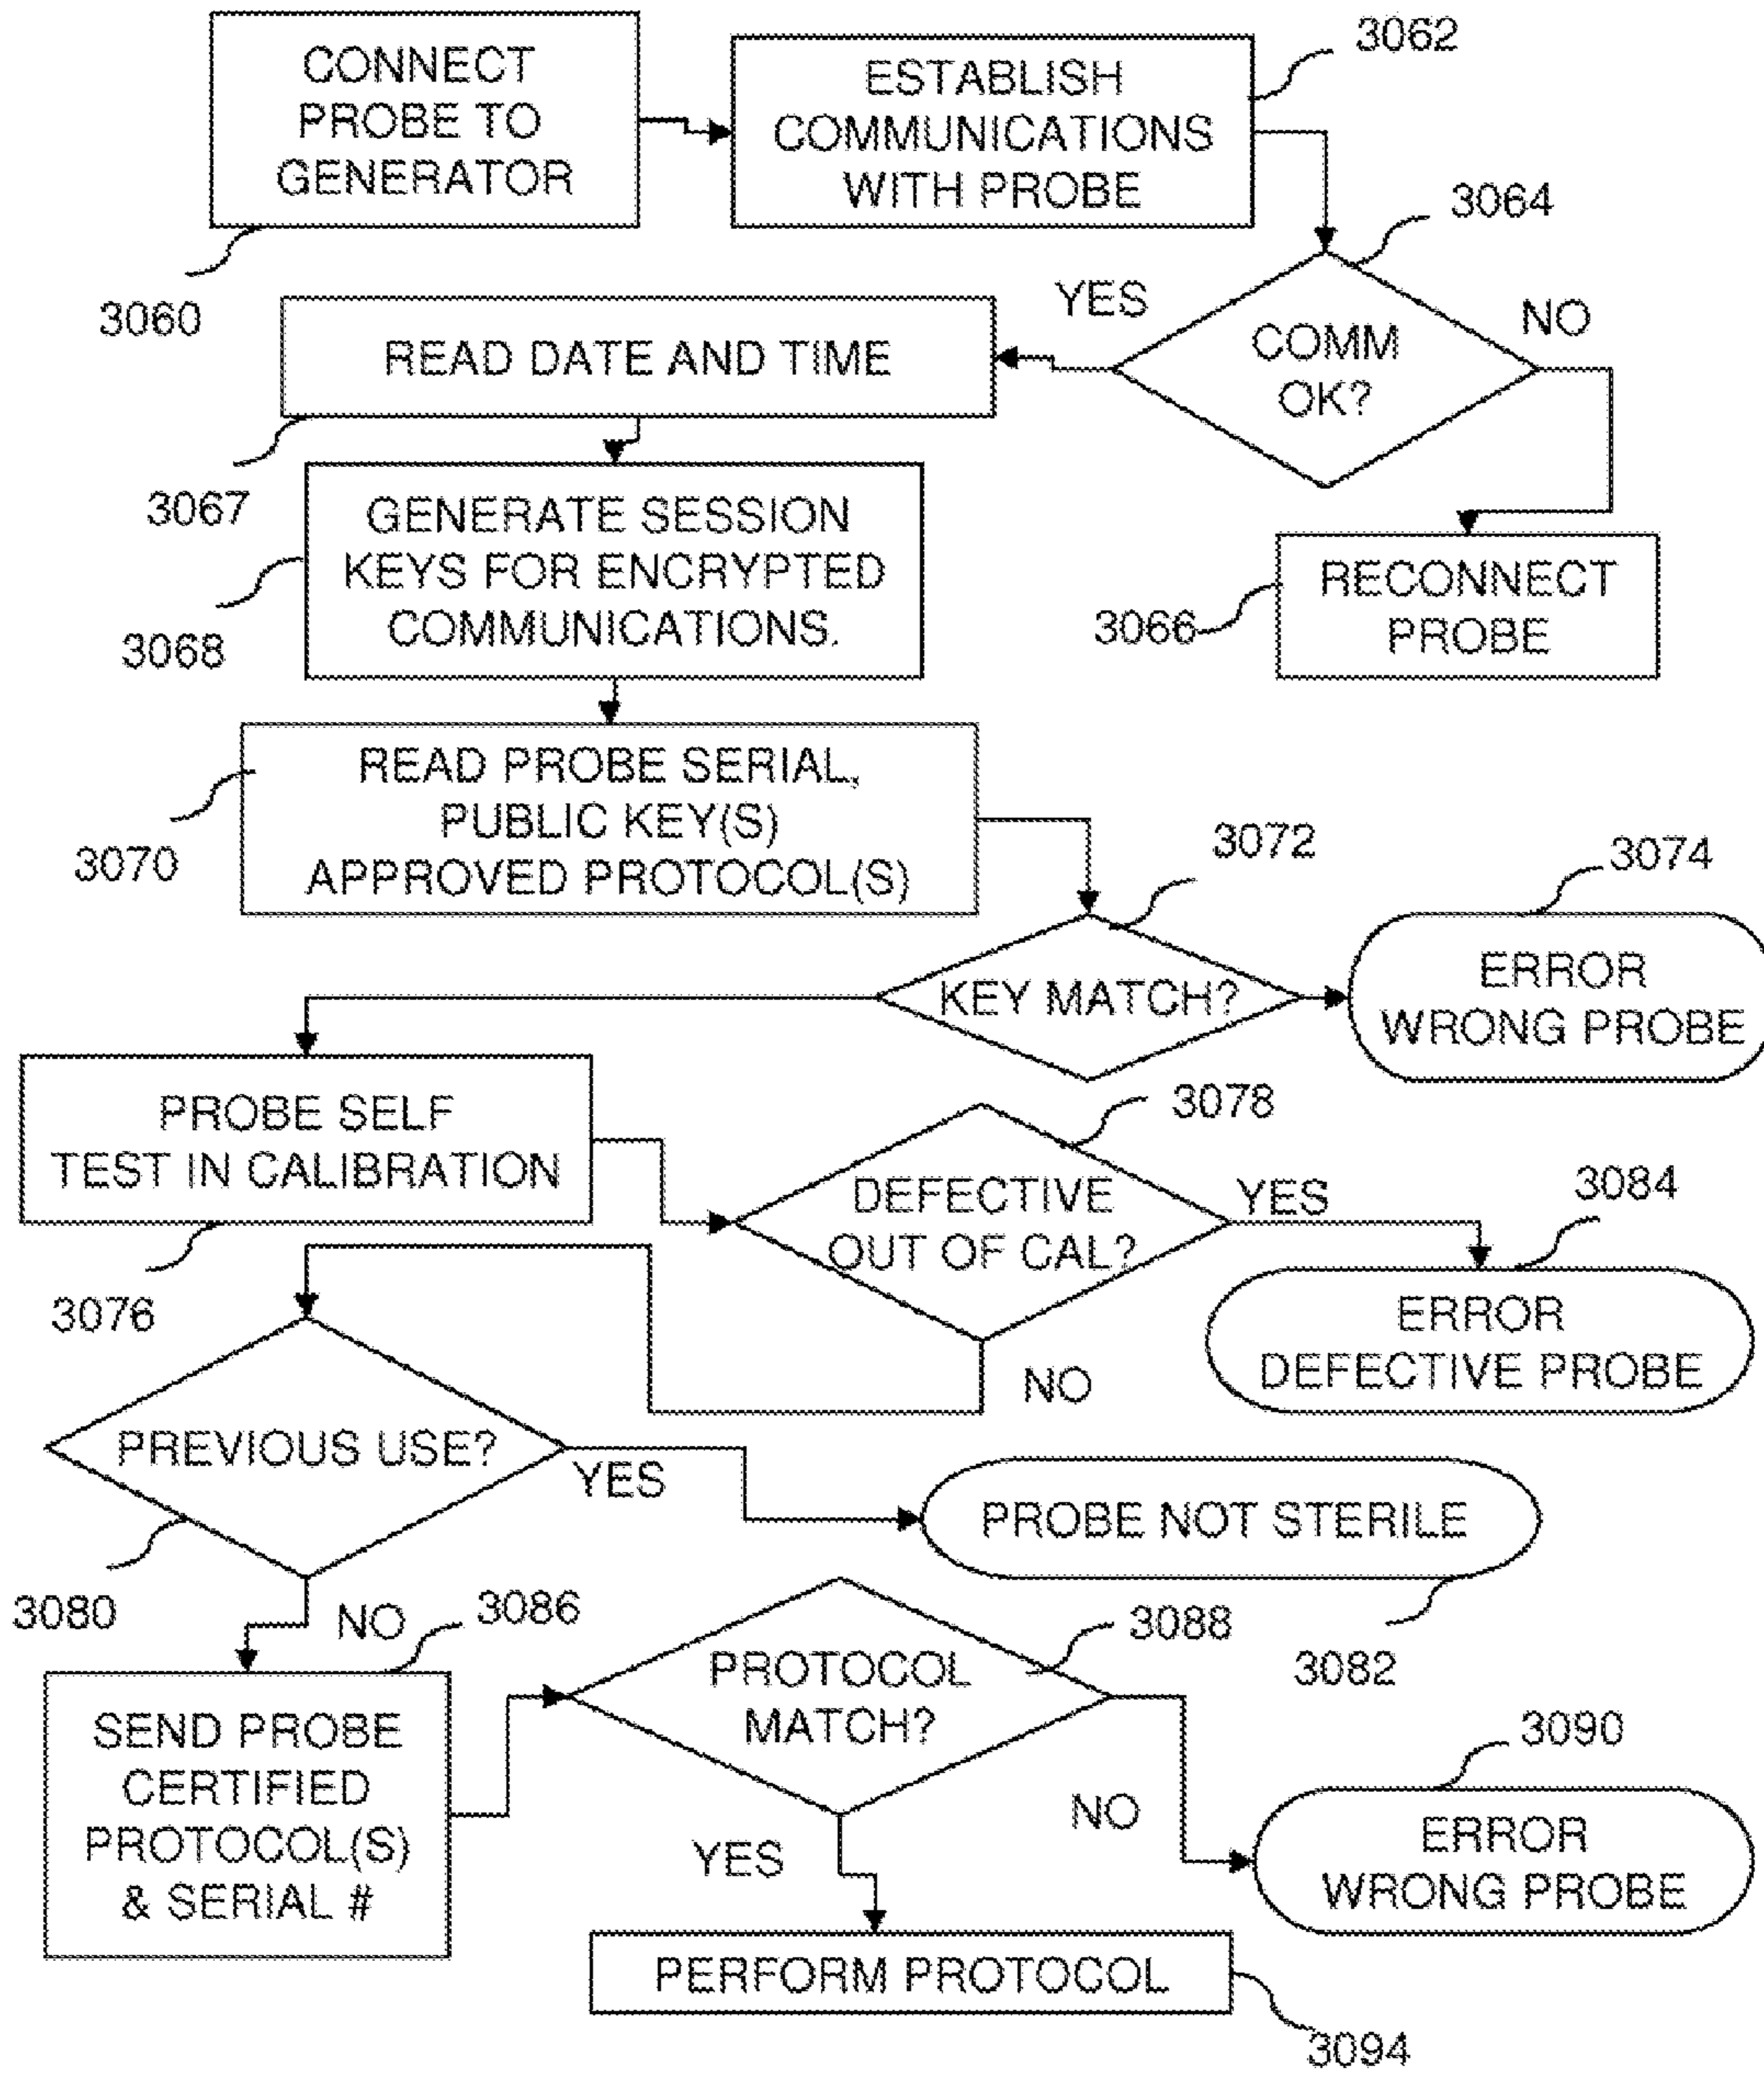 CONNECT
PROBE TO
GENERATOR
3060
ESTABLISH
COMMUNICATIONS
WITH PROBE
3062
3064
COMM
OK?
YES
NO
READ DATE AND TIME
3067
RECONNECT
PROBE
3066
GENERATE SESSION
KEYS FOR ENCRYPTED
COMMUNICATIONS.
3068
READ PROBE SERIAL,
PUBLIC KEY(S)
APPROVED PROTOCOL(S)
3070
3072
KEY MATCH?
3074
ERROR
WRONG PROBE
PROBE SELF
TEST IN CALIBRATION
3076
3078
DEFECTIVE
OUT OF CAL?
YES
3084
ERROR
DEFECTIVE PROBE
NO
PREVIOUS USE?
3080
YES
PROBE NOT STERILE
3082
NO
3086
SEND PROBE
CERTIFIED
PROTOCOL(S)
& SERIAL #
3088
PROTOCOL
MATCH?
NO
3090
ERROR
WRONG PROBE
YES
PERFORM PROTOCOL
3094